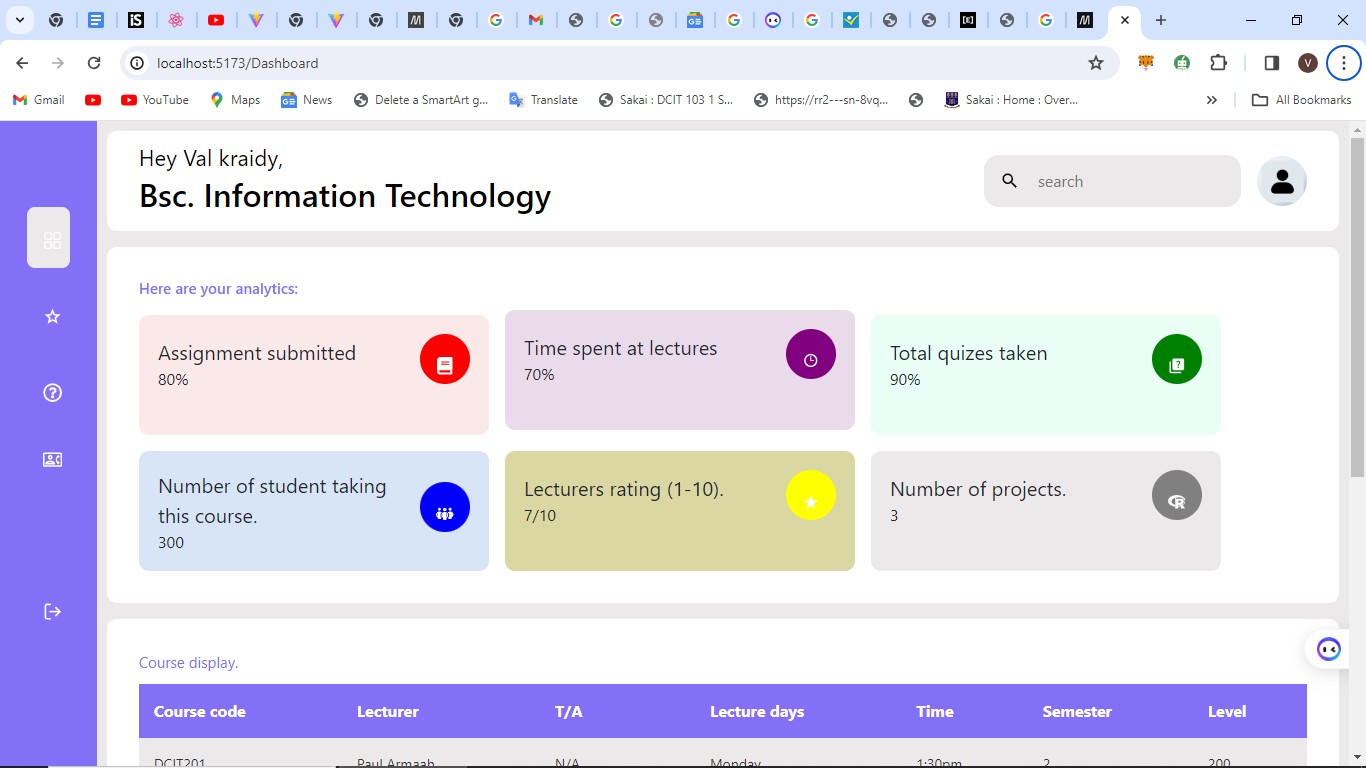 localhost:5173/Dashboard
V
Gmail
YouTube
Maps
News
Delete a SmartArt g...
Translate
Sakai : DCIT 103 1 S...
https://rr2---sn-8vq...
Sakai : Home : Over...
All Bookmarks
Hey Val kraidy,
Bsc. Information Technology
search
Here are your analytics:
Assignment submitted
80%
Time spent at lectures
70%
Total quizes taken
90%
Number of student taking
this course.
300
Lecturers rating (1-10).
7/10
Number of projects.
3
Course display.
Course code Lecturer T/A Lecture days Time Semester Level
DCIT201 Paul Armaah N/A Monday 1:30pm 2 200